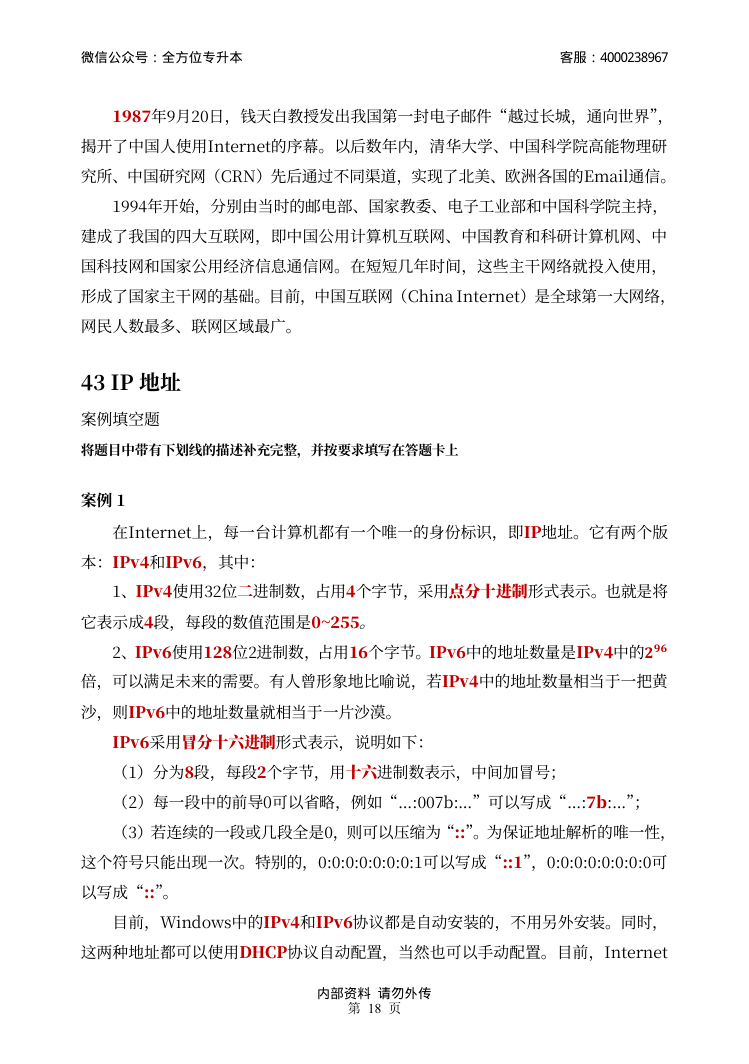 微信公众号：全方位专升本 客服：4000238967
1987年9月20日，钱天白教授发出我国第一封电子邮件“越过长城，通向世界”，
揭开了中国人使用Internet的序幕。以后数年内，清华大学、中国科学院高能物理研
究所、中国研究网（CRN）先后通过不同渠道，实现了北美、欧洲各国的Email通信。
1994年开始，分别由当时的邮电部、国家教委、电子工业部和中国科学院主持，
建成了我国的四大互联网，即中国公用计算机互联网、中国教育和科研计算机网、中
国科技网和国家公用经济信息通信网。在短短几年时间，这些主干网络就投入使用，
形成了国家主干网的基础。目前，中国互联网（China Internet）是全球第一大网络，
网民人数最多、联网区域最广。
43 IP 地址
案例填空题
将题目中带有下划线的描述补充完整，并按要求填写在答题卡上
案例 1
在Internet上，每一台计算机都有一个唯一的身份标识，即IP地址。它有两个版
本：IPv4和IPv6，其中：
1、IPv4使用32位二进制数，占用4个字节，采用点分十进制形式表示。也就是将
它表示成4段，每段的数值范围是0~255。
2、IPv6使用128位2进制数，占用16个字节。IPv6中的地址数量是IPv4中的2⁹⁶
倍，可以满足未来的需要。有人曾形象地比喻说，若IPv4中的地址数量相当于一把黄
沙，则IPv6中的地址数量就相当于一片沙漠。
IPv6采用冒分十六进制形式表示，说明如下：
（1）分为8段，每段2个字节，用十六进制数表示，中间加冒号；
（2）每一段中的前导0可以省略，例如“…:007b:…”可以写成“…:7b:…”；
（3）若连续的一段或几段全是0，则可以压缩为“::”。为保证地址解析的唯一性，
这个符号只能出现一次。特别的，0:0:0:0:0:0:0:1可以写成“::1”，0:0:0:0:0:0:0:0可
以写成“::”。
目前，Windows中的IPv4和IPv6协议都是自动安装的，不用另外安装。同时，
这两种地址都可以使用DHCP协议自动配置，当然也可以手动配置。目前，Internet
内部资料 请勿外传
第 18 页